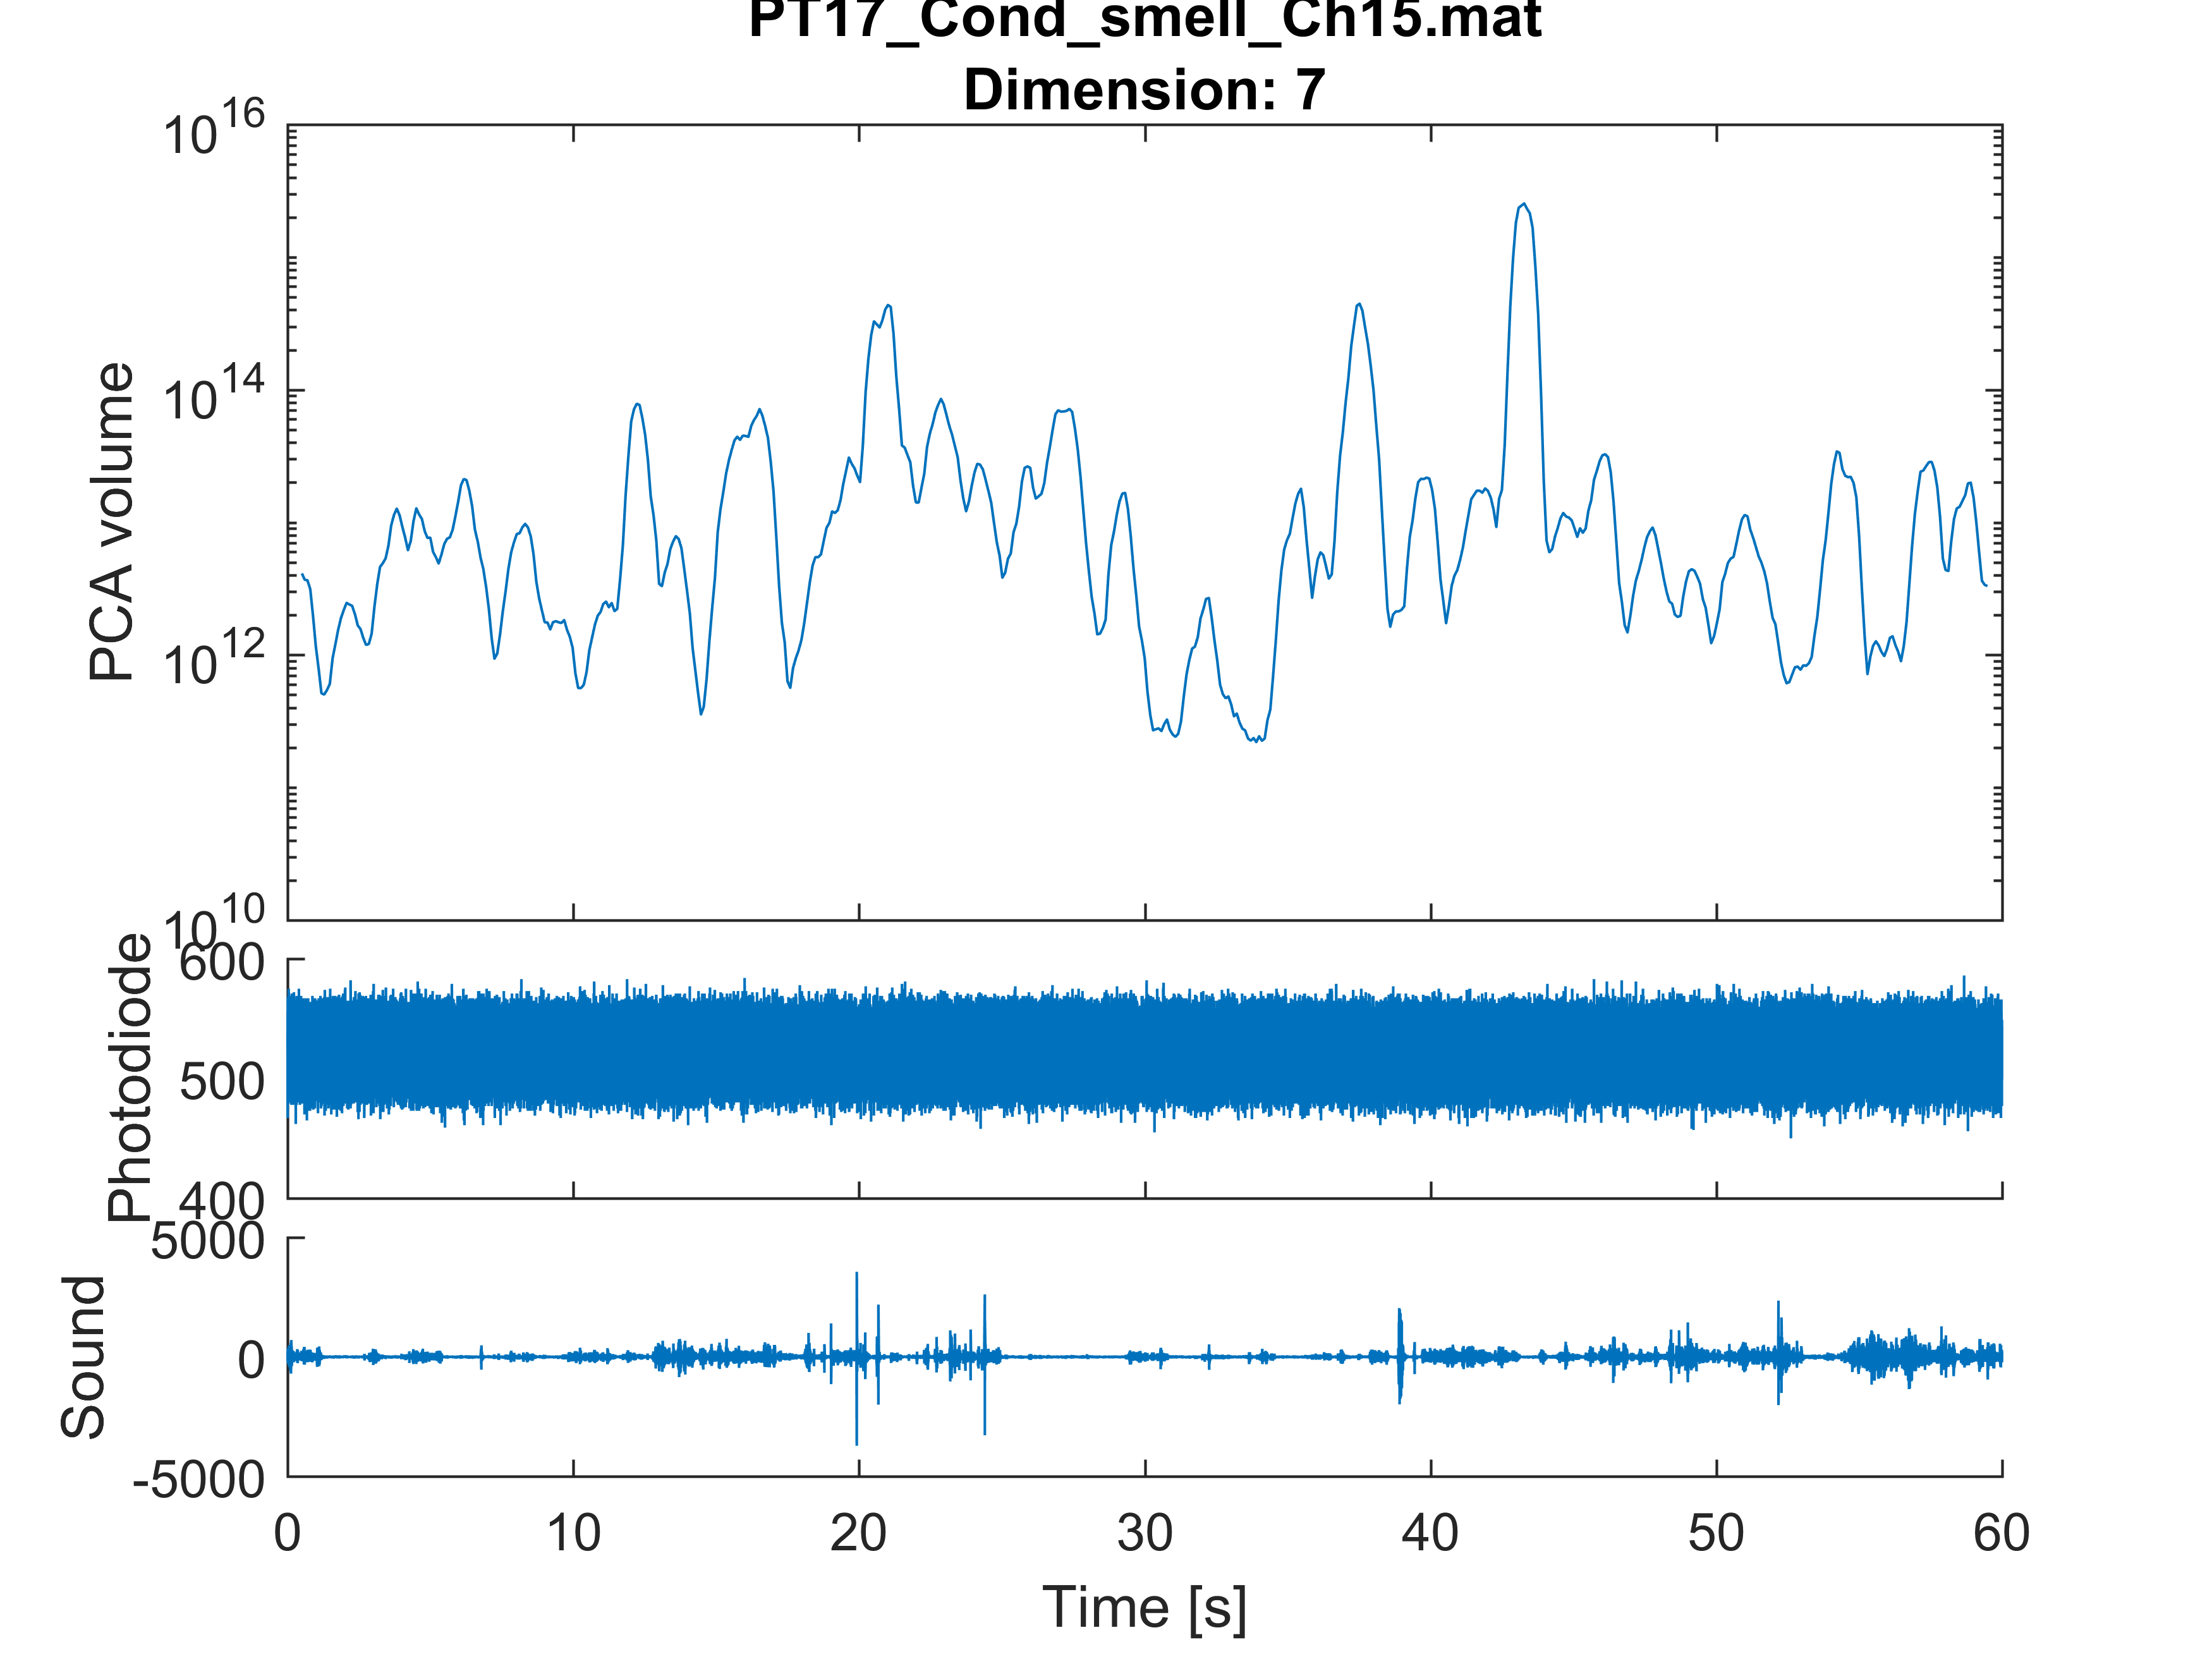 PT17_Cond_smell_Ch15.mat
Dimension: 7
10^16
10^14
10^12
10^10
PCA volume
600
500
400
Photodiode
5000
0
-5000
Sound
0 10 20 30 40 50 60
Time [s]